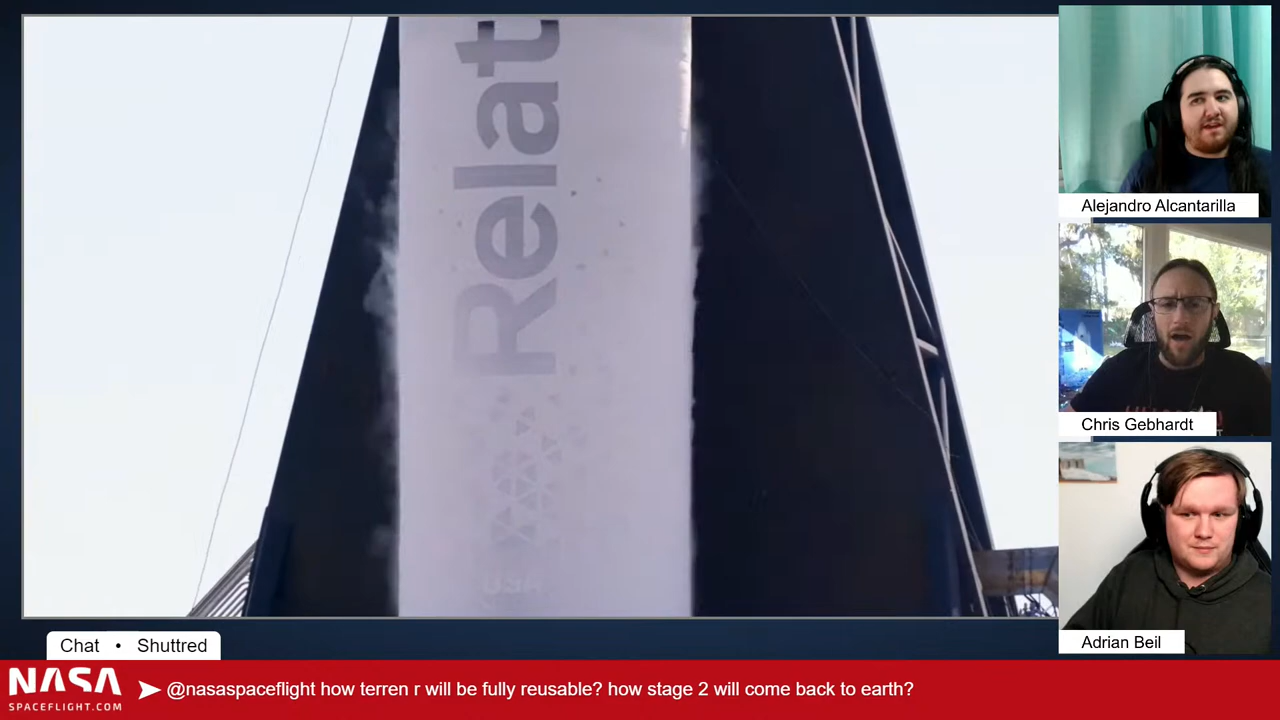 Relat
USA
Alejandro Alcantarilla
Chris Gebhardt
Adrian Beil
Chat • Shuttred
NASA
SPACEFLIGHT.COM
@nasaspaceflight how terren r will be fully reusable? how stage 2 will come back to earth?